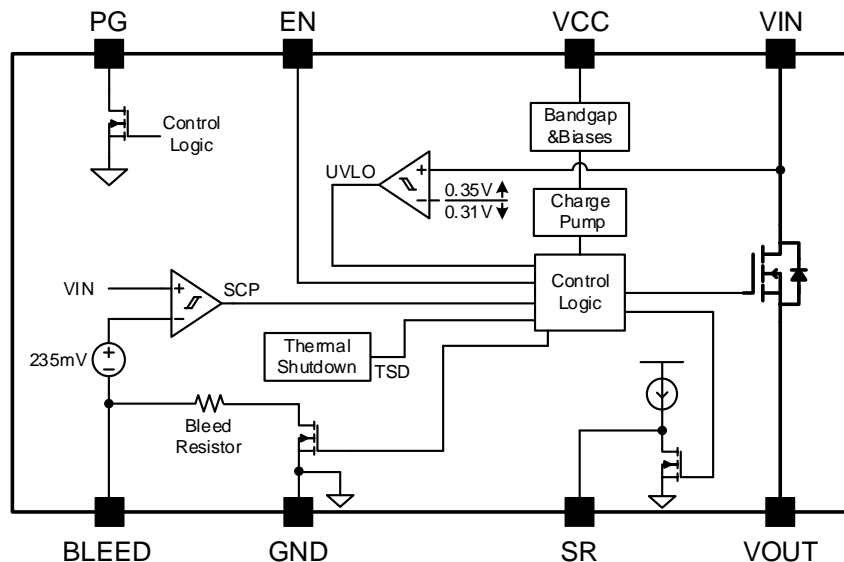 PG
EN
VCC
VIN
Control
Logic
Bandgap
&Biases
UVLO
+
−
0.35V
0.31V
Charge
Pump
VIN
+
−
SCP
Control
Logic
235mV
+
−
Thermal
Shutdown
TSD
Bleed
Resistor
BLEED
GND
SR
VOUT